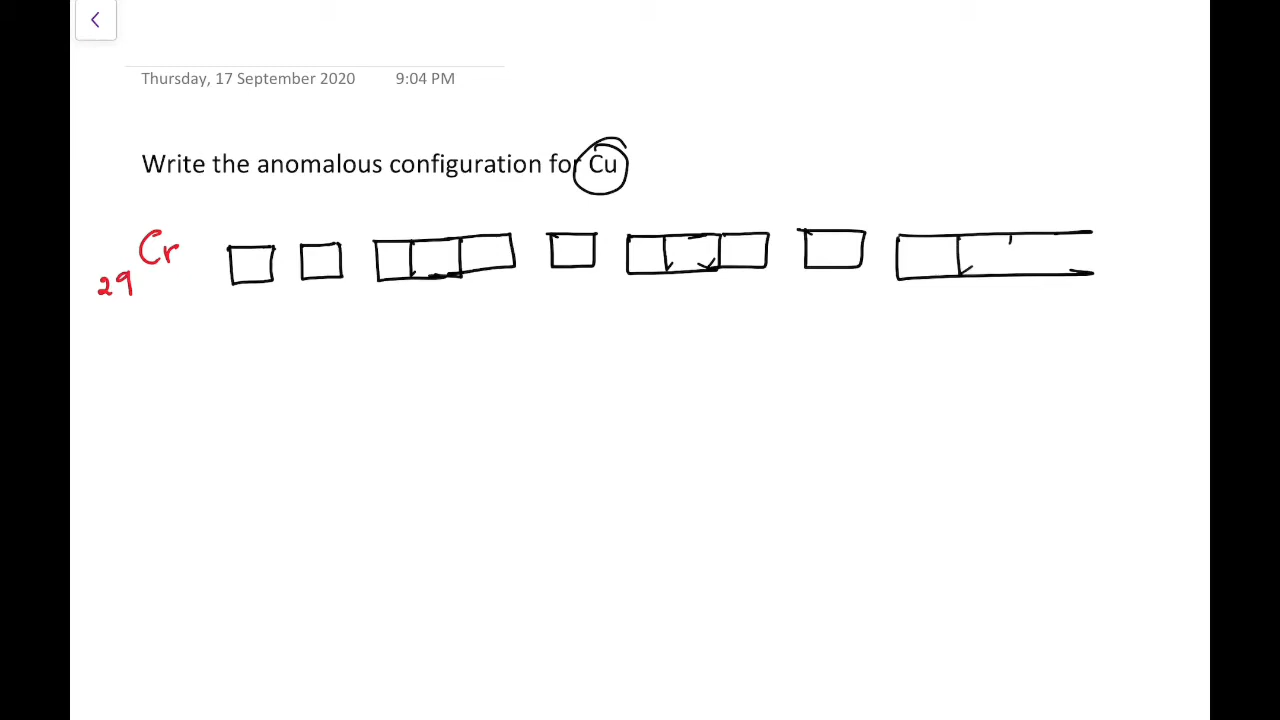 Thursday, 17 September 2020 9:04 PM
Write the anomalous configuration for Cu
Cr
29